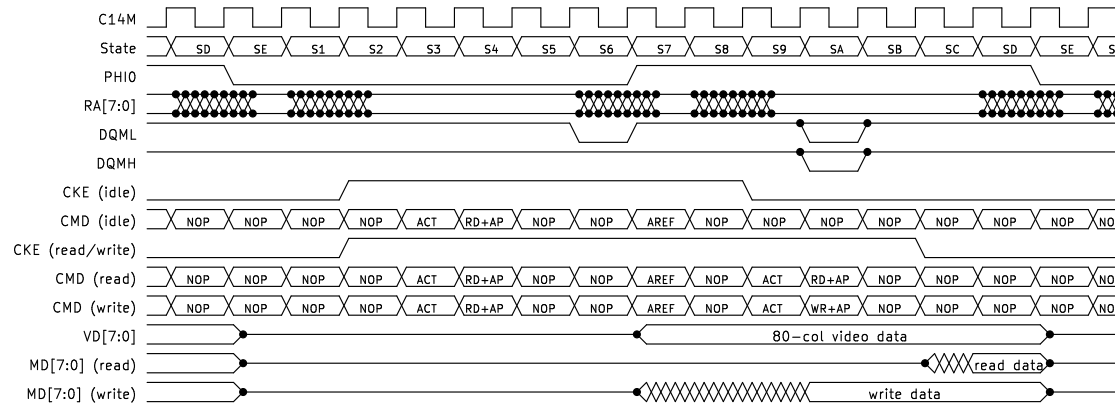 C14M
State SD SE S1 S2 S3 S4 S5 S6 S7 S8 S9 SA SB SC SD SE S
PHI0
RA[7:0]
DQML
DQMH
CKE (idle)
CMD (idle) NOP NOP NOP NOP ACT RD+AP NOP NOP AREF NOP NOP NOP NOP NOP NOP NOP NO
CKE (read/write)
CMD (read) NOP NOP NOP NOP ACT RD+AP NOP NOP AREF NOP ACT RD+AP NOP NOP NOP NOP NO
CMD (write) NOP NOP NOP NOP ACT RD+AP NOP NOP AREF NOP ACT WR+AP NOP NOP NOP NOP NO
VD[7:0] 80-col video data
MD[7:0] (read) read data
MD[7:0] (write) write data